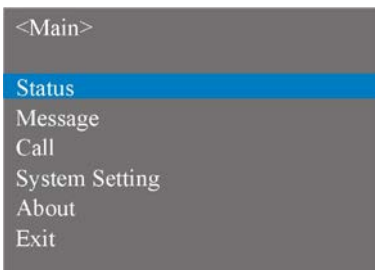 <Main>
Status
Message
Call
System Setting
About
Exit